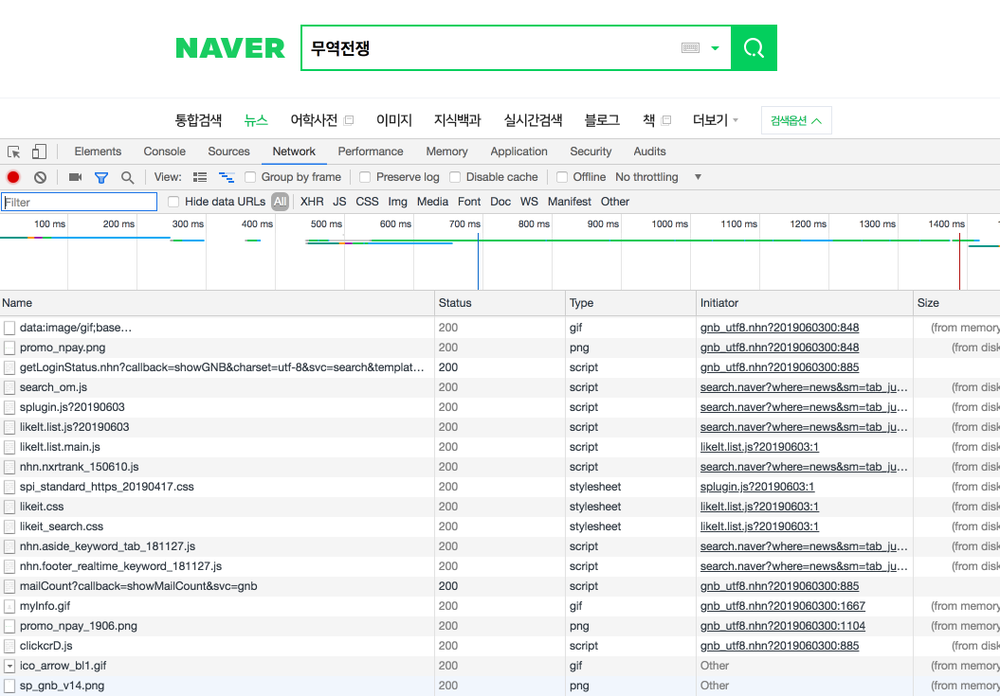 NAVER 무역전쟁
통합검색 뉴스 어학사전 이미지 지식백과 실시간검색 블로그 책 더보기 검색옵션
Elements Console Sources Network Performance Memory Application Security Audits
View: Group by frame Preserve log Disable cache Offline No throttling
Filter Hide data URLs All XHR JS CSS Img Media Font Doc WS Manifest Other
100 ms 200 ms 300 ms 400 ms 500 ms 600 ms 700 ms 800 ms 900 ms 1000 ms 1100 ms 1200 ms 1300 ms 1400 ms
Name Status Type Initiator Size
data:image/gif;base… 200 gif gnb_utf8.nhn?2019060300:848 (from memory
promo_npay.png 200 png gnb_utf8.nhn?2019060300:848 (from disk
getLoginStatus.nhn?callback=showGNB&charset=utf-8&svc=search&templat… 200 script gnb_utf8.nhn?2019060300:885
search_om.js 200 script search.naver?where=news&sm=tab_ju… (from disk
splugin.js?20190603 200 script search.naver?where=news&sm=tab_ju… (from disk
likeIt.list.js?20190603 200 script search.naver?where=news&sm=tab_ju… (from disk
likeIt.list.main.js 200 script likeIt.list.js?20190603:1 (from disk
nhn.nxrtrank_150610.js 200 script search.naver?where=news&sm=tab_ju… (from disk
spi_standard_https_20190417.css 200 stylesheet splugin.js?20190603:1 (from disk
likeit.css 200 stylesheet likeIt.list.js?20190603:1 (from disk
likeit_search.css 200 stylesheet likeIt.list.js?20190603:1 (from disk
nhn.aside_keyword_tab_181127.js 200 script search.naver?where=news&sm=tab_ju… (from disk
nhn.footer_realtime_keyword_181127.js 200 script search.naver?where=news&sm=tab_ju… (from disk
mailCount?callback=showMailCount&svc=gnb 200 script gnb_utf8.nhn?2019060300:885
myInfo.gif 200 gif gnb_utf8.nhn?2019060300:1667 (from memory
promo_npay_1906.png 200 png gnb_utf8.nhn?2019060300:1104 (from memory
clickcrD.js 200 script gnb_utf8.nhn?2019060300:885 (from disk
ico_arrow_bl1.gif 200 gif Other (from memory
sp_gnb_v14.png 200 png Other (from memory